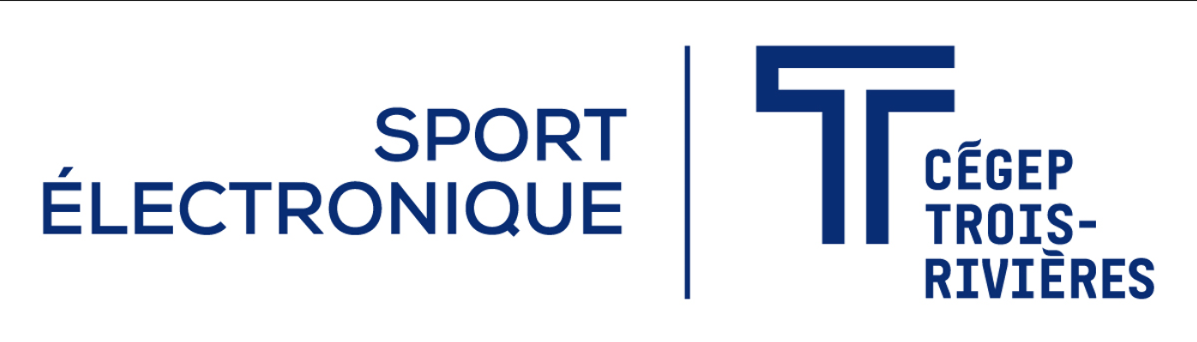 SPORT
ÉLECTRONIQUE
CÉGEP
TROIS-
RIVIÈRES